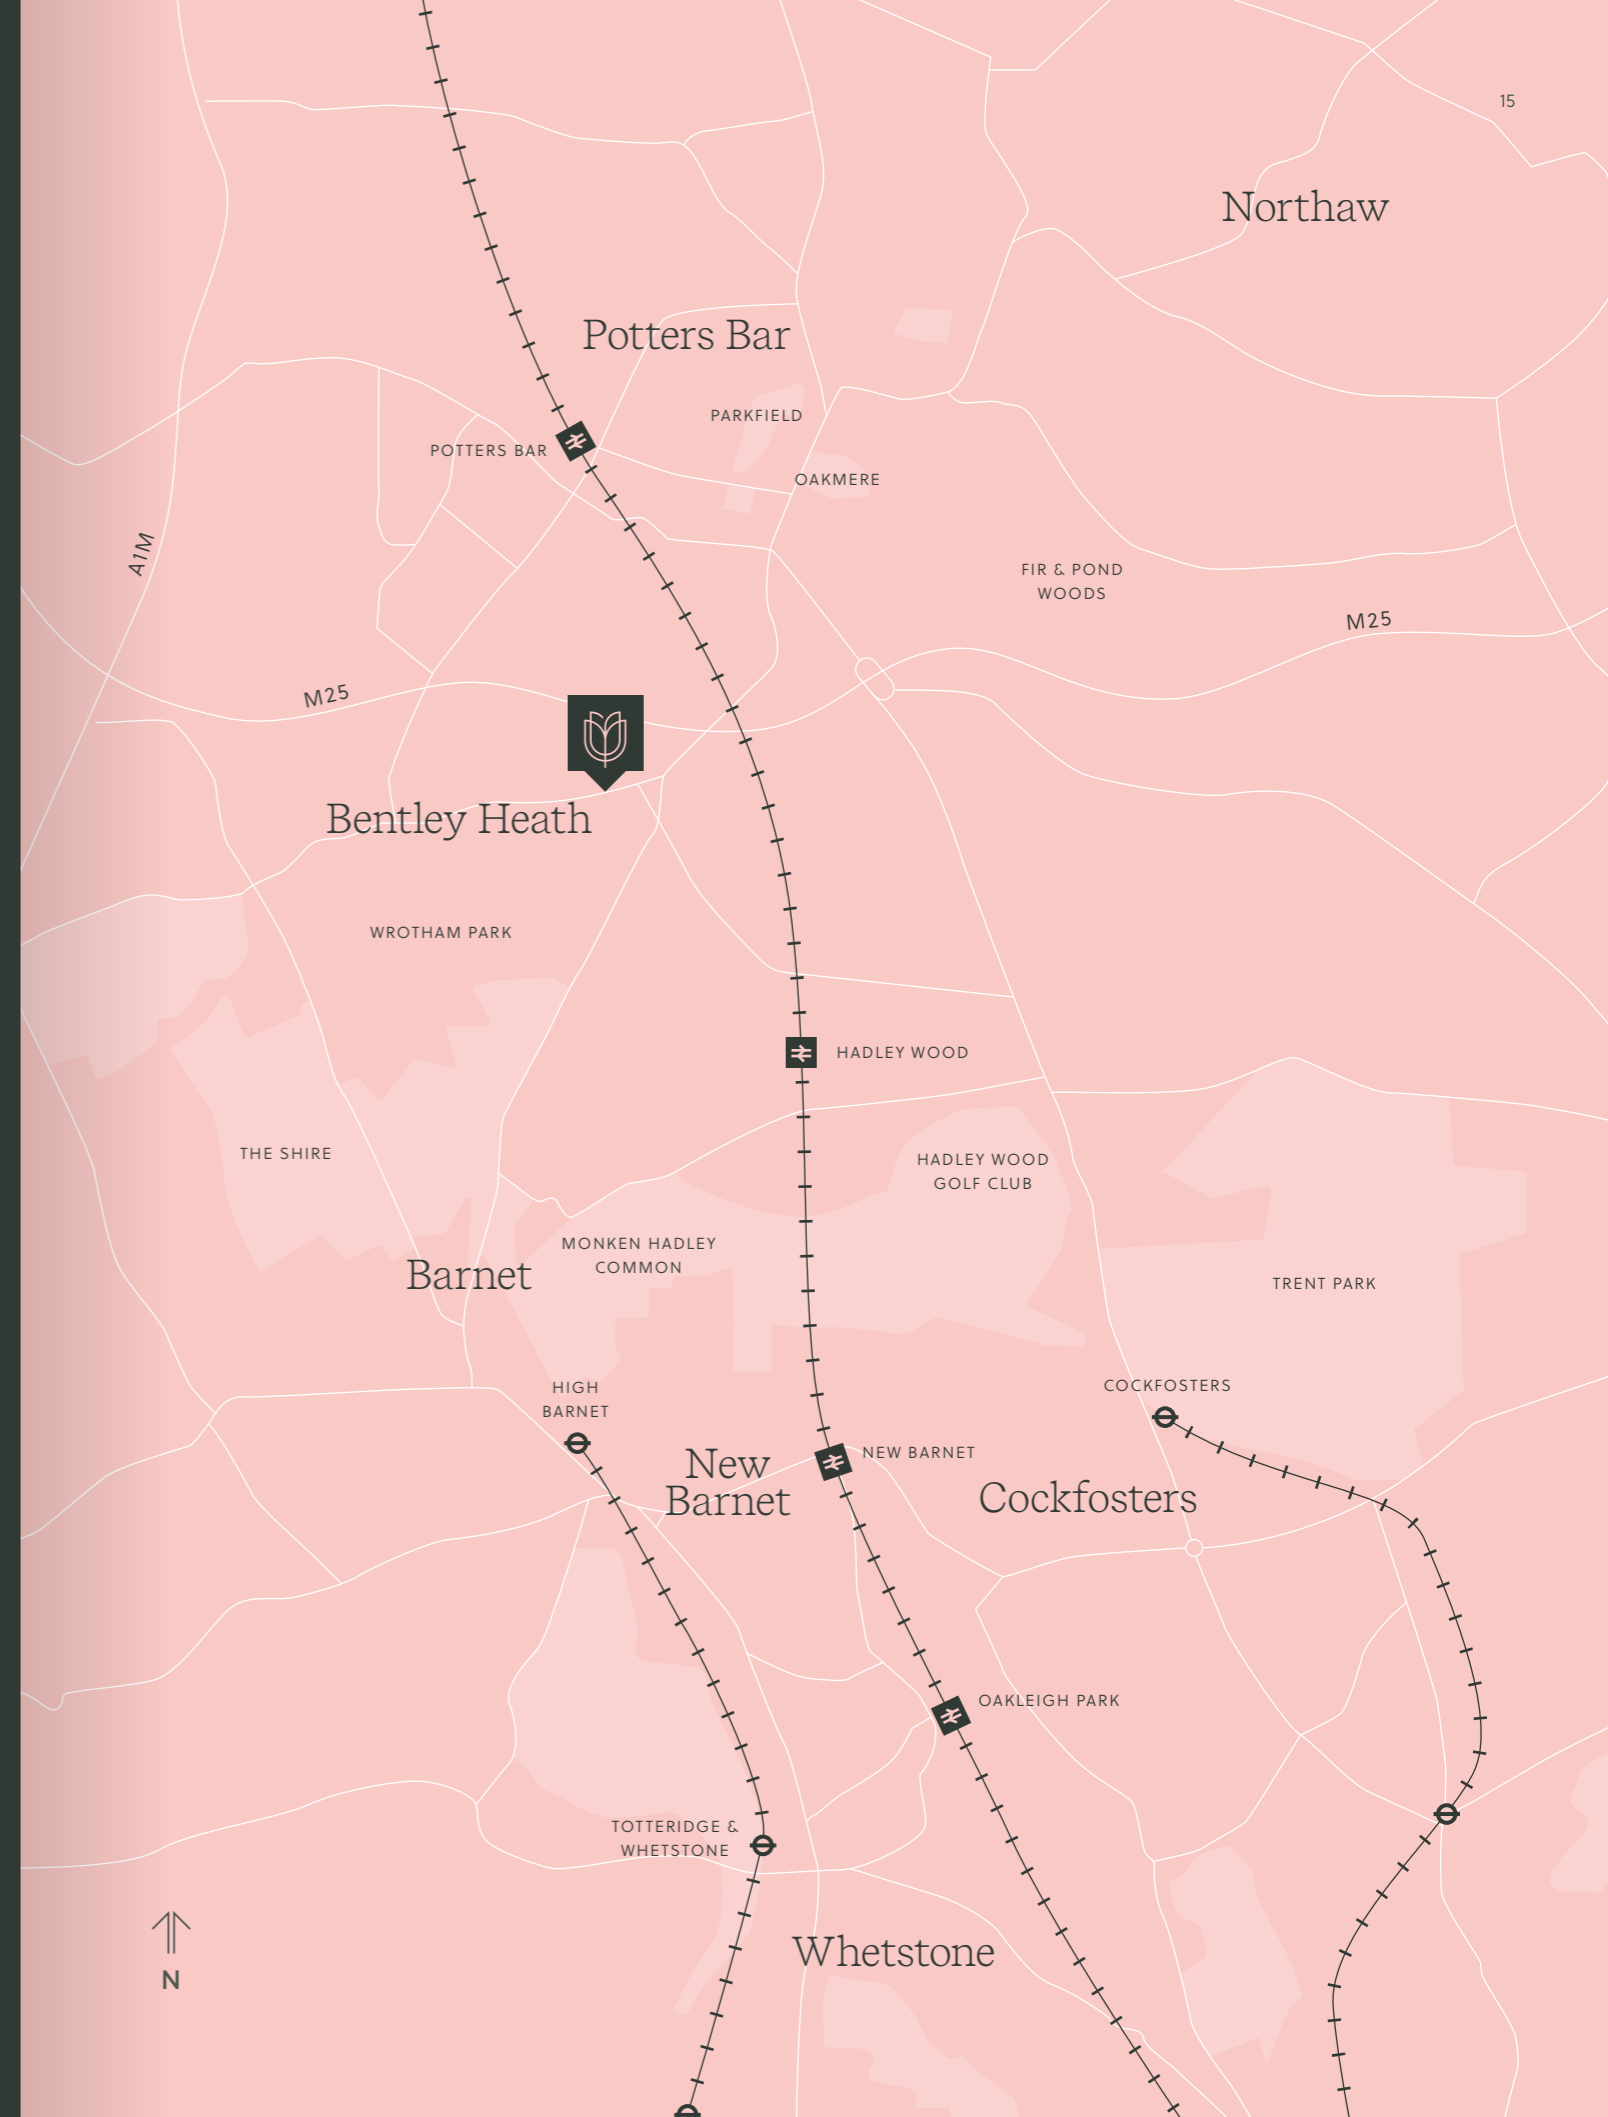 15
Northaw
Potters Bar
PARKFIELD
POTTERS BAR
OAKMERE
A1M
FIR & POND
WOODS
M25
M25
Bentley Heath
WROTHAM PARK
HADLEY WOOD
THE SHIRE
HADLEY WOOD
GOLF CLUB
MONKEN HADLEY
COMMON
Barnet
TRENT PARK
HIGH
BARNET
COCKFOSTERS
New
Barnet
NEW BARNET
Cockfosters
OAKLEIGH PARK
TOTTERIDGE &
WHETSTONE
Whetstone
N